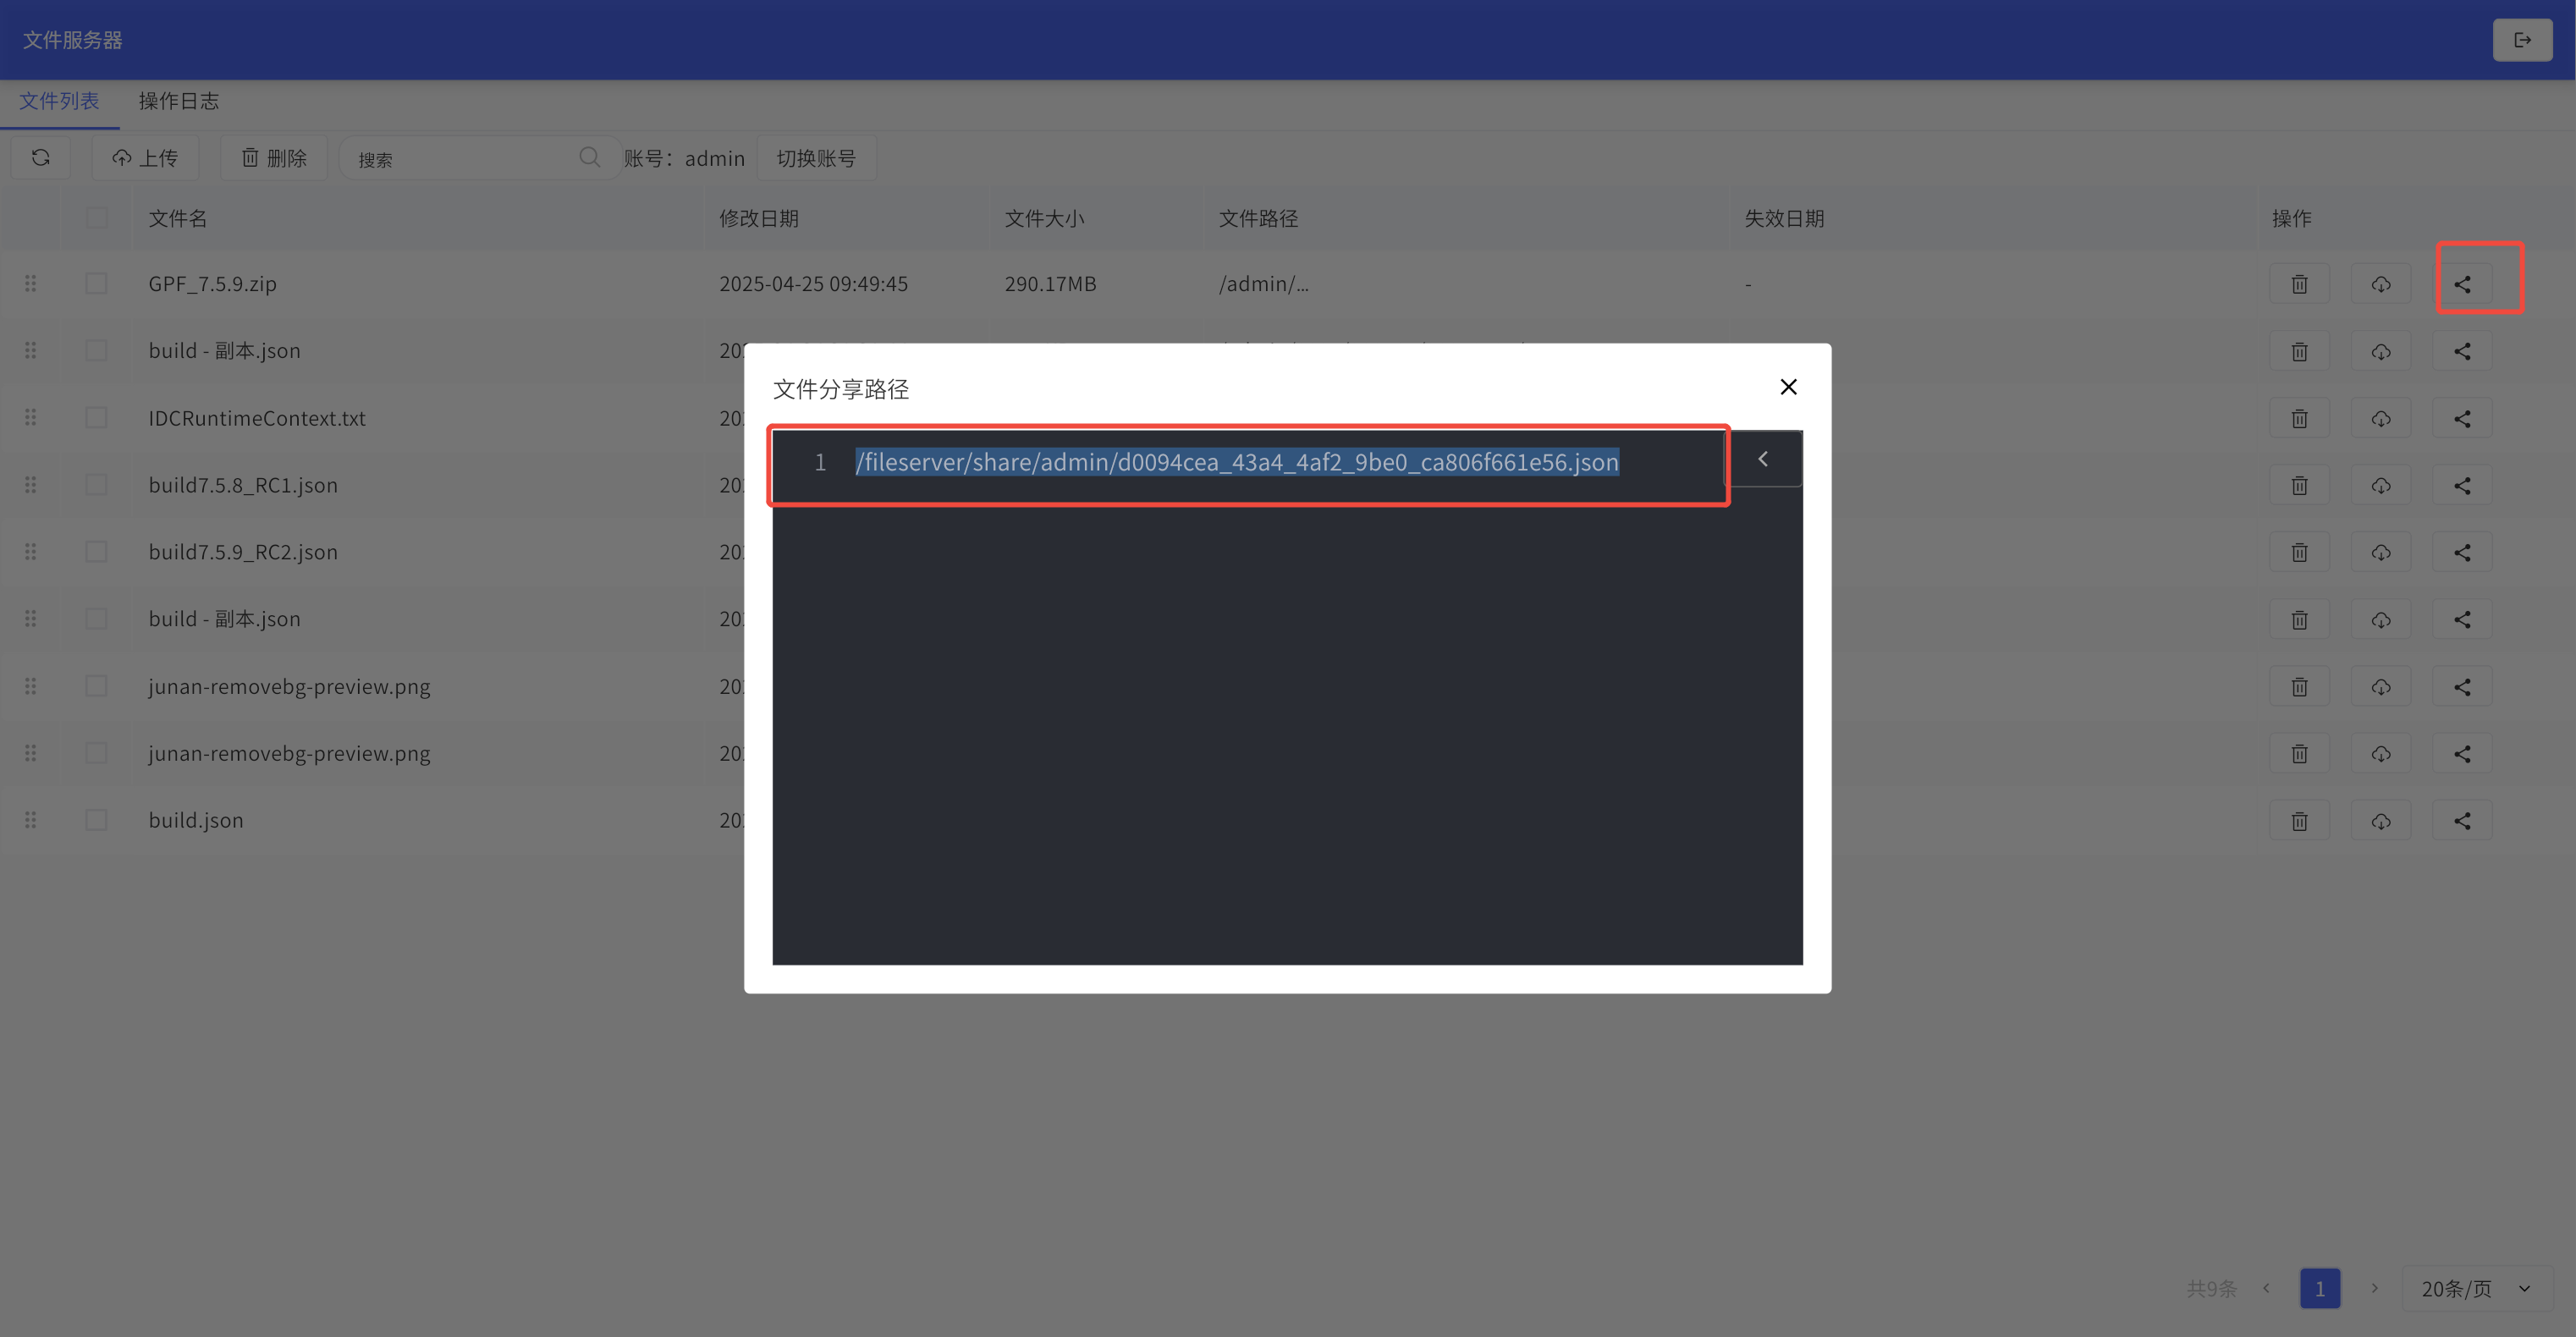 文件服务器
文件列表 操作日志
上传 删除 搜索 账号：admin 切换账号
文件名 修改日期 文件大小 文件路径 失效日期 操作
GPF_7.5.9.zip 2025-04-25 09:49:45 290.17MB /admin/... -
build - 副本.json 20
文件分享路径
IDCRuntimeContext.txt 20
1 /fileserver/share/admin/d0094cea_43a4_4af2_9be0_ca806f661e56.json
build7.5.8_RC1.json 20
build7.5.9_RC2.json 20
build - 副本.json 20
junan-removebg-preview.png 20
junan-removebg-preview.png 20
build.json 20
共9条 1 20条/页